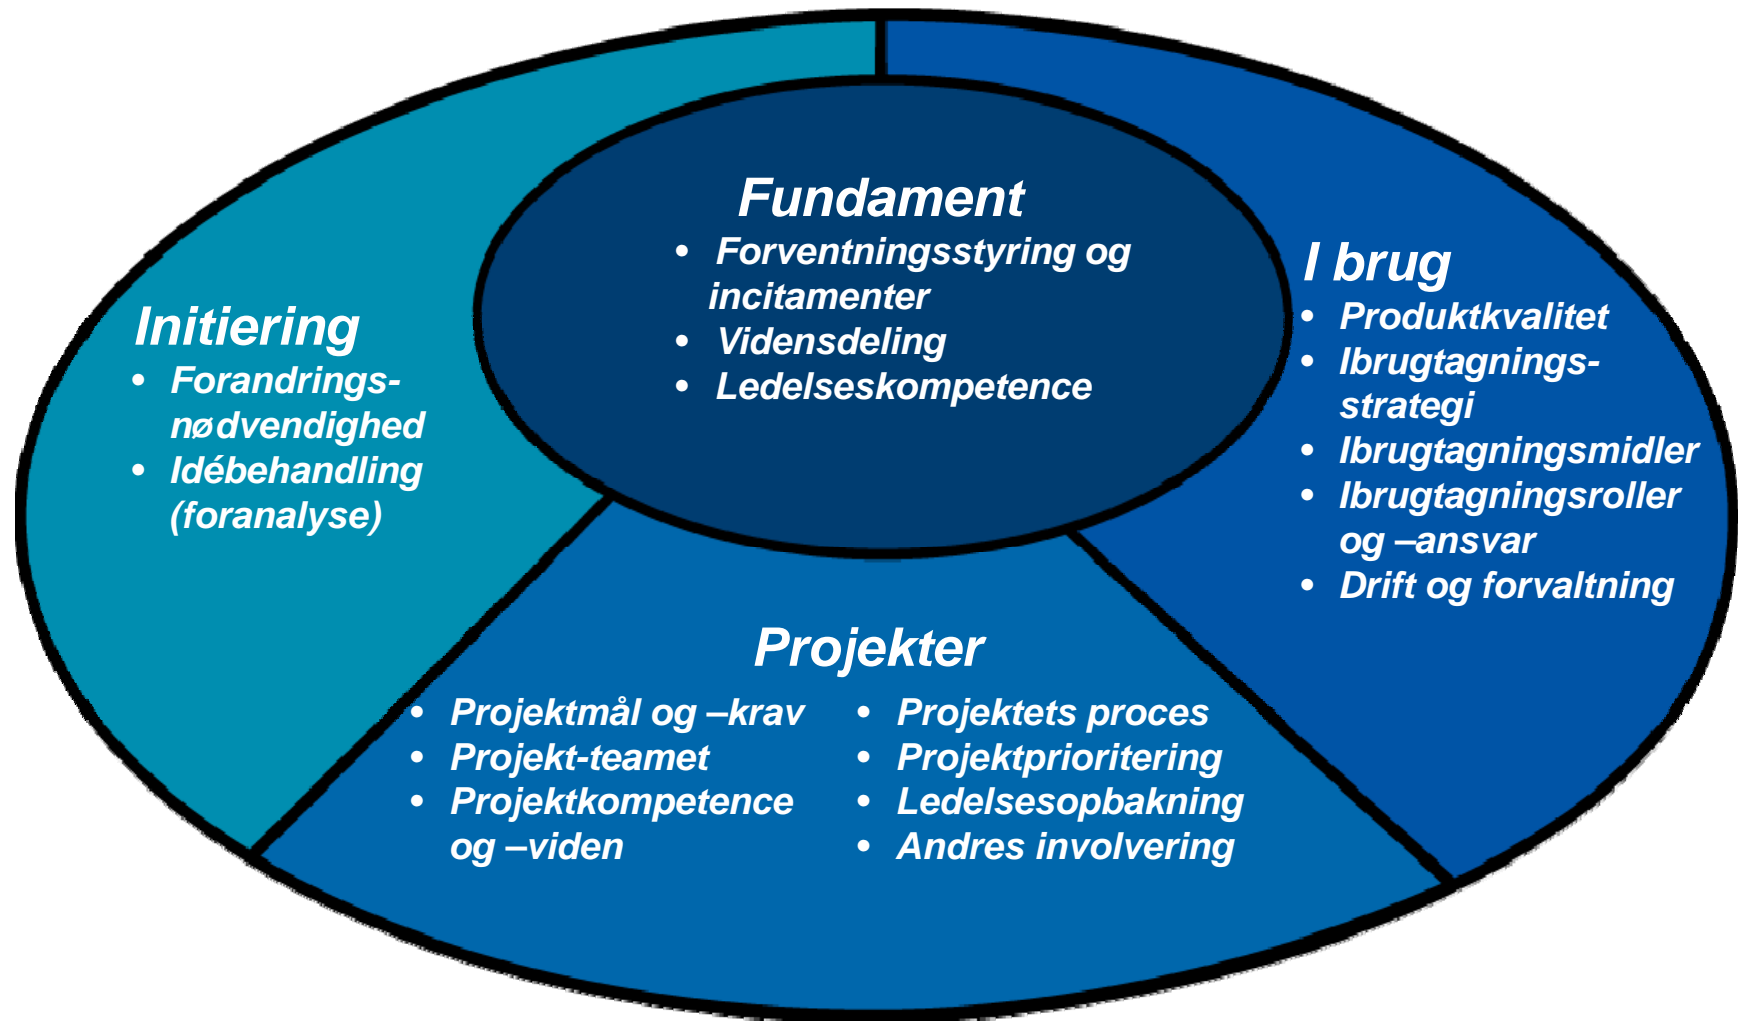 Fundament
• Forventningsstyring og
incitamenter
• Vidensdeling
• Ledelseskompetence
Initiering
• Forandrings-
nødvendighed
• Idébehandling
(foranalyse)
I brug
• Produktkvalitet
• Ibrugtagnings-
strategi
• Ibrugtagningsmidler
• Ibrugtagningsroller
og –ansvar
• Drift og forvaltning
Projekter
• Projektmål og –krav
• Projekt-teamet
• Projektkompetence
og –viden
• Projektets proces
• Projektprioritering
• Ledelsesopbakning
• Andres involvering